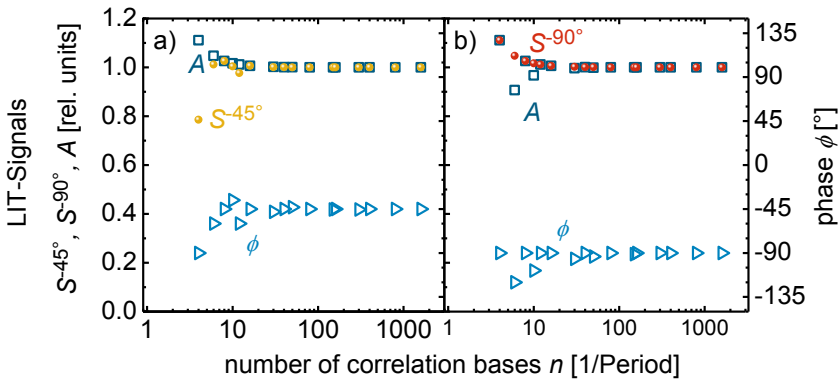 LIT-Signals
S-45°, S-90°, A [rel. units]
1.2
1.0
0.8
0.6
0.4
0.2
0.0
a)
A
S-45°
ϕ
1 10 100 1000
b)
S-90°
A
ϕ
1 10 100 1000
135
90
45
0
-45
-90
-135
phase ϕ [°]
number of correlation bases n [1/Period]